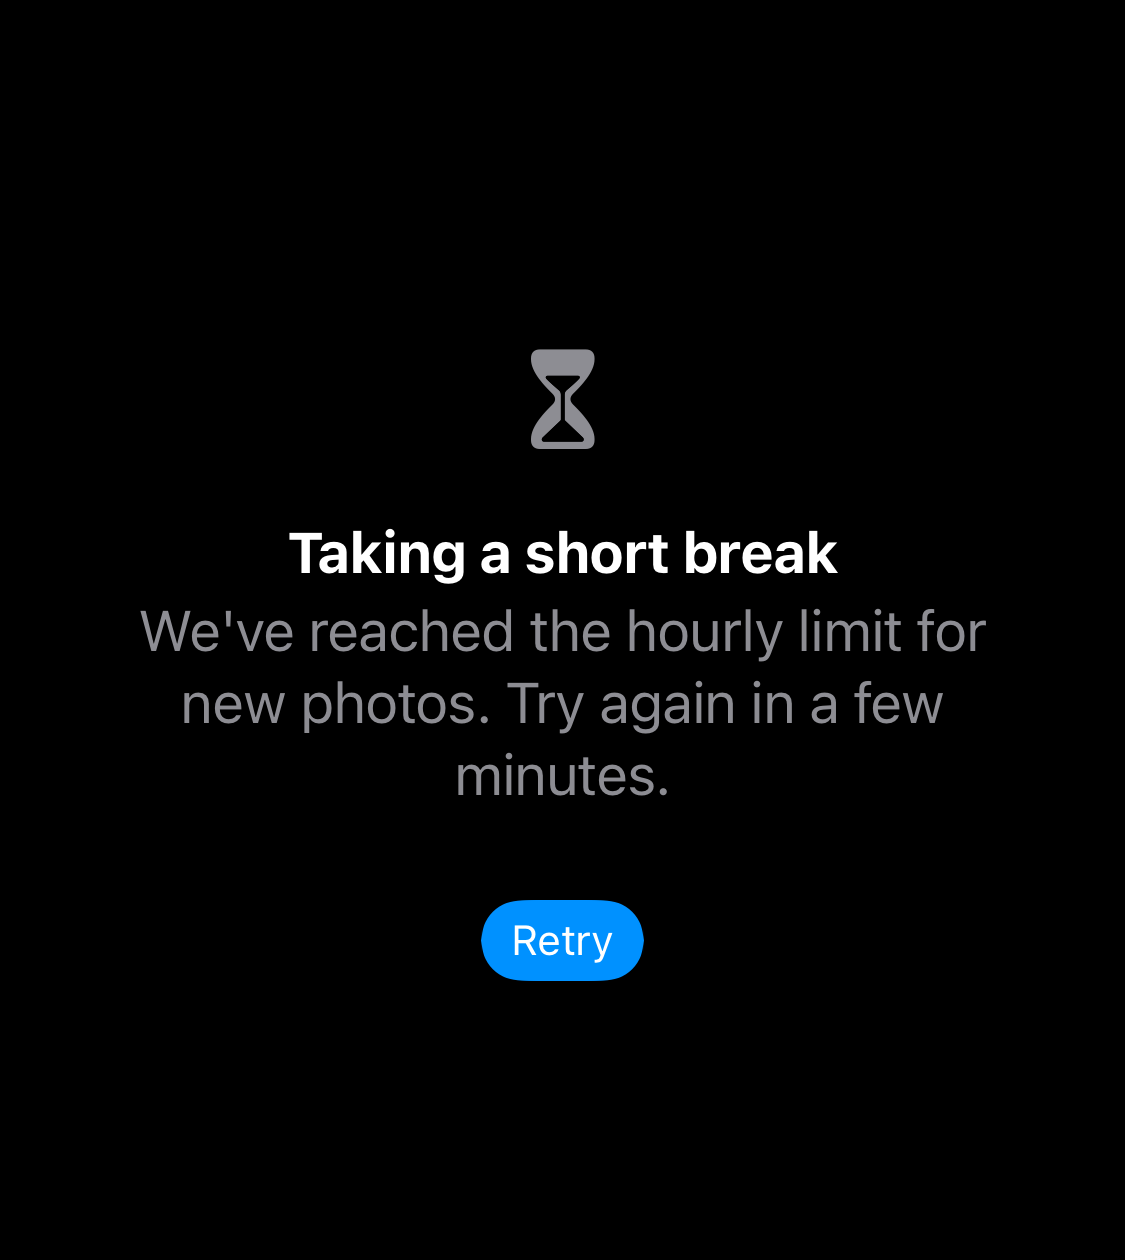 Taking a short break
We've reached the hourly limit for
new photos. Try again in a few
minutes.
Retry